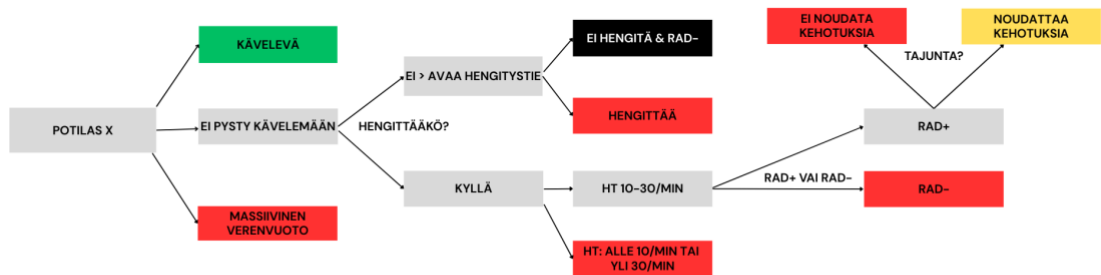 POTILAS X
KÄVELEVÄ
EI PYSTY KÄVELEMÄÄN
MASSIIVINEN
VERENVUOTO
HENGITTÄÄKÖ?
EI > AVAA HENGITYSTIE
KYLLÄ
EI HENGITÄ & RAD-
HENGITTÄÄ
HT 10-30/MIN
HT: ALLE 10/MIN TAI
YLI 30/MIN
RAD+ VAI RAD-
RAD+
RAD-
TAJUNTA?
EI NOUDATA
KEHOTUKSIA
NOUDATTAA
KEHOTUKSIA